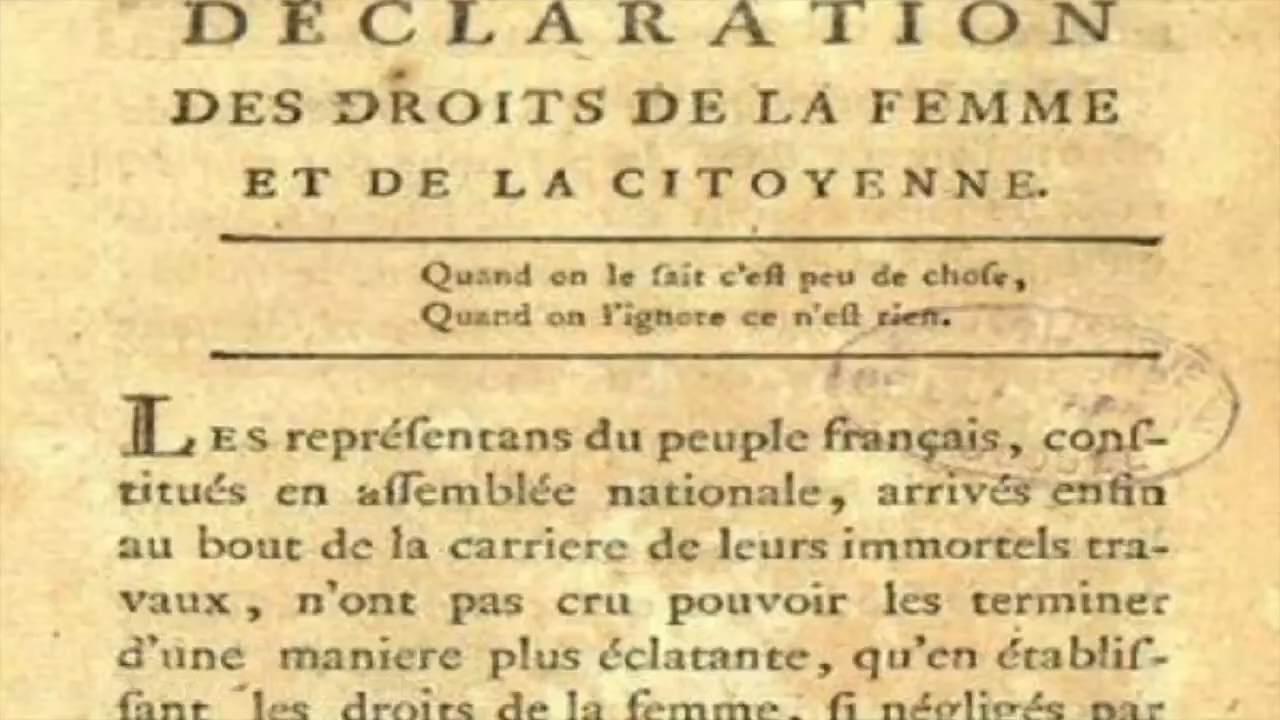 DÉCLARATION
DES DROITS DE LA FEMME
ET DE LA CITOYENNE.
Quand on le ſait c'eſt peu de choſe,
Quand on l'ignore ce n'eſt rien.
LES repréſentans du peuple français, conſ-
titués en aſſemblée nationale, arrivés enfin
au bout de la carriere de leurs immortels tra-
vaux, n'ont pas cru pouvoir les terminer
d'une maniere plus éclatante, qu'en établiſ-
ſant les droits de la femme, ſi négligés par